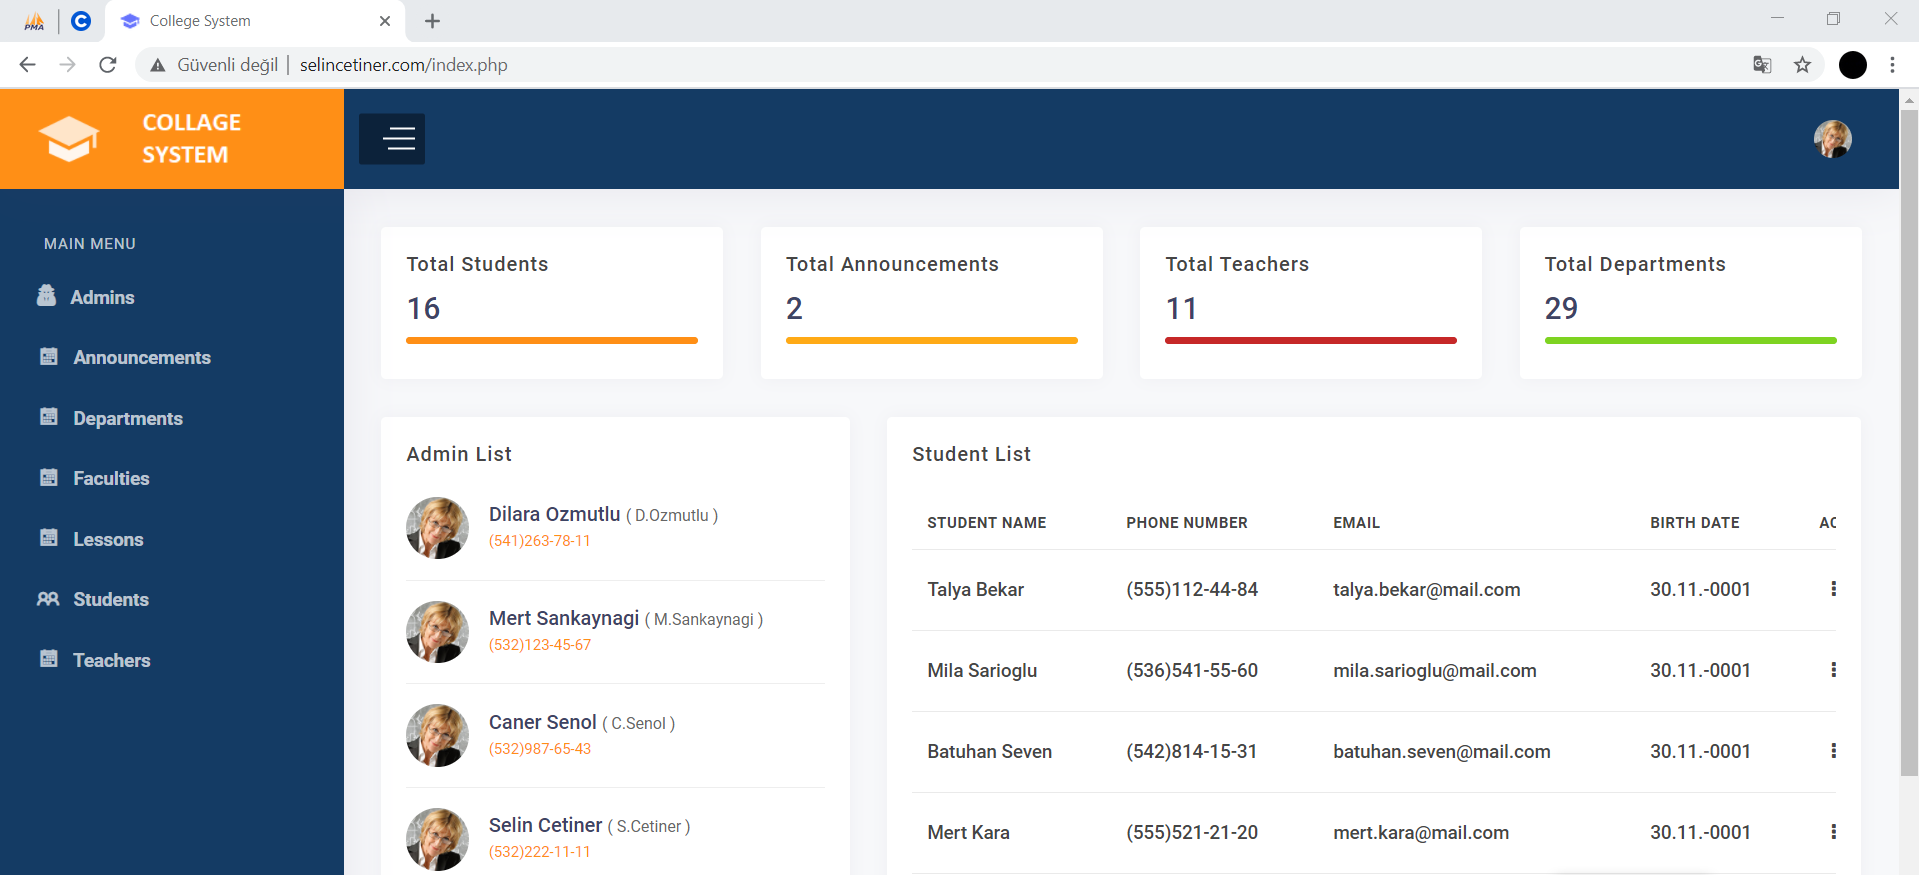 PMA
College System
Güvenli değil
selincetiner.com/index.php
COLLAGE
SYSTEM
MAIN MENU
Admins
Announcements
Departments
Faculties
Lessons
Students
Teachers
Total Students
16
Total Announcements
2
Total Teachers
11
Total Departments
29
Admin List
Dilara Ozmutlu ( D.Ozmutlu )
(541)263-78-11
Mert Sankaynagi ( M.Sankaynagi )
(532)123-45-67
Caner Senol ( C.Senol )
(532)987-65-43
Selin Cetiner ( S.Cetiner )
(532)222-11-11
Student List
STUDENT NAME PHONE NUMBER EMAIL BIRTH DATE
Talya Bekar (555)112-44-84 talya.bekar@mail.com 30.11.-0001
Mila Sarioglu (536)541-55-60 mila.sarioglu@mail.com 30.11.-0001
Batuhan Seven (542)814-15-31 batuhan.seven@mail.com 30.11.-0001
Mert Kara (555)521-21-20 mert.kara@mail.com 30.11.-0001